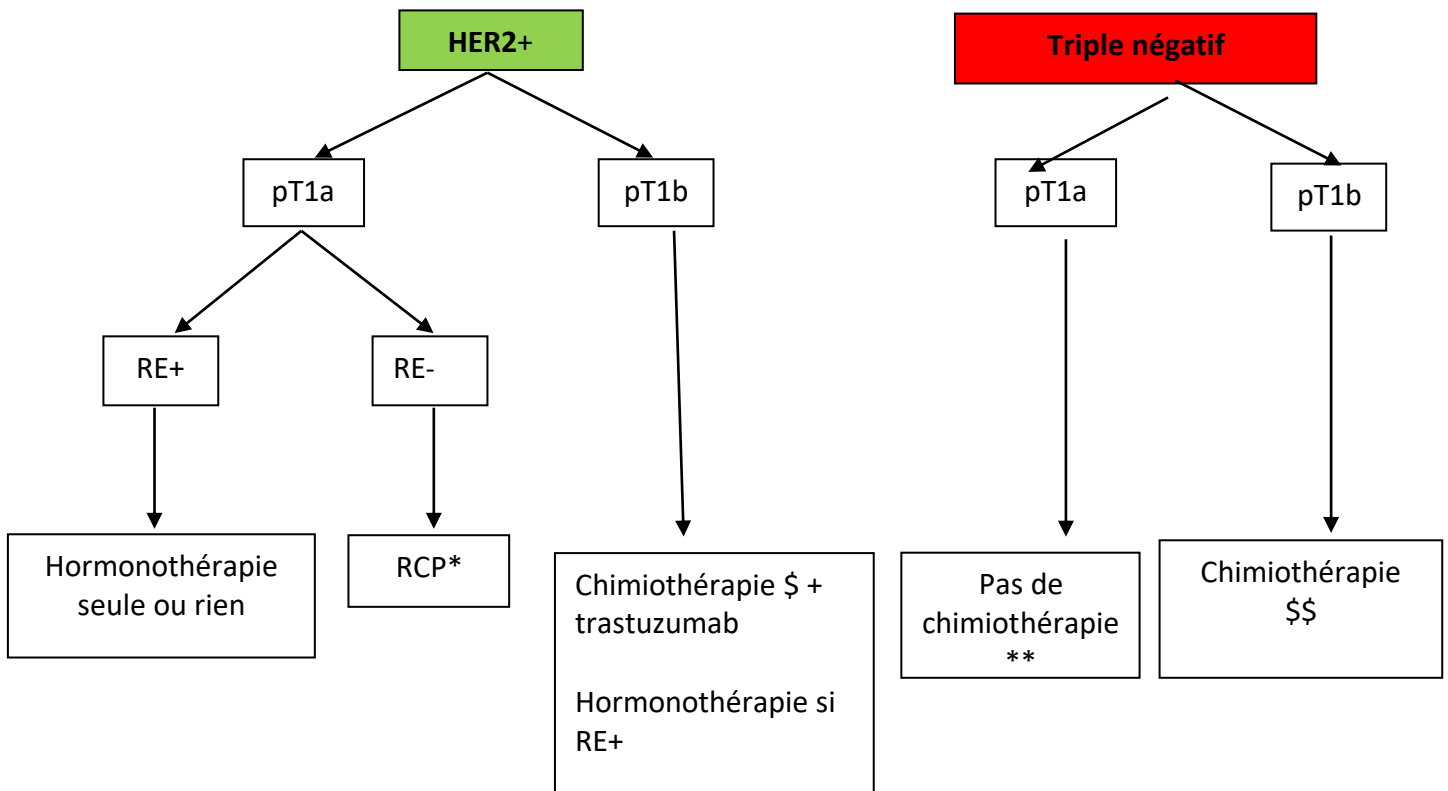 HER2+
Triple négatif
pT1a
pT1b
pT1a
pT1b
RE+
RE-
Hormonothérapie
seule ou rien
RCP*
Chimiothérapie $ +
trastuzumab
Hormonothérapie si
RE+
Pas de
chimiothérapie
**
Chimiothérapie
$$